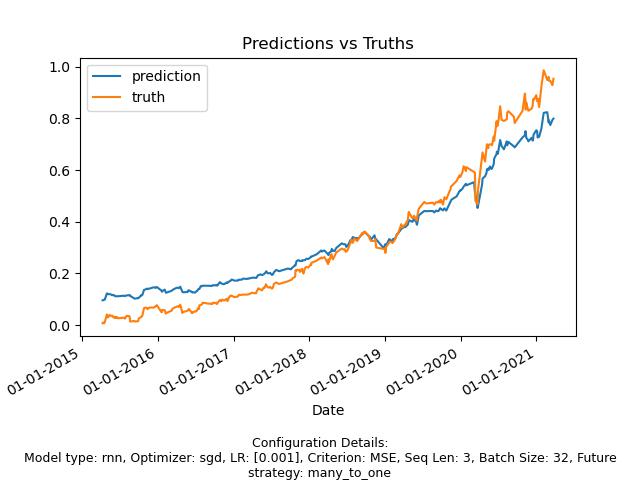 Predictions vs Truths
prediction
truth
1.0
0.8
0.6
0.4
0.2
0.0
01-01-2015
01-01-2016
01-01-2017
01-01-2018
01-01-2019
01-01-2020
01-01-2021
Date
Configuration Details:
Model type: rnn, Optimizer: sgd, LR: [0.001], Criterion: MSE, Seq Len: 3, Batch Size: 32, Future
strategy: many_to_one